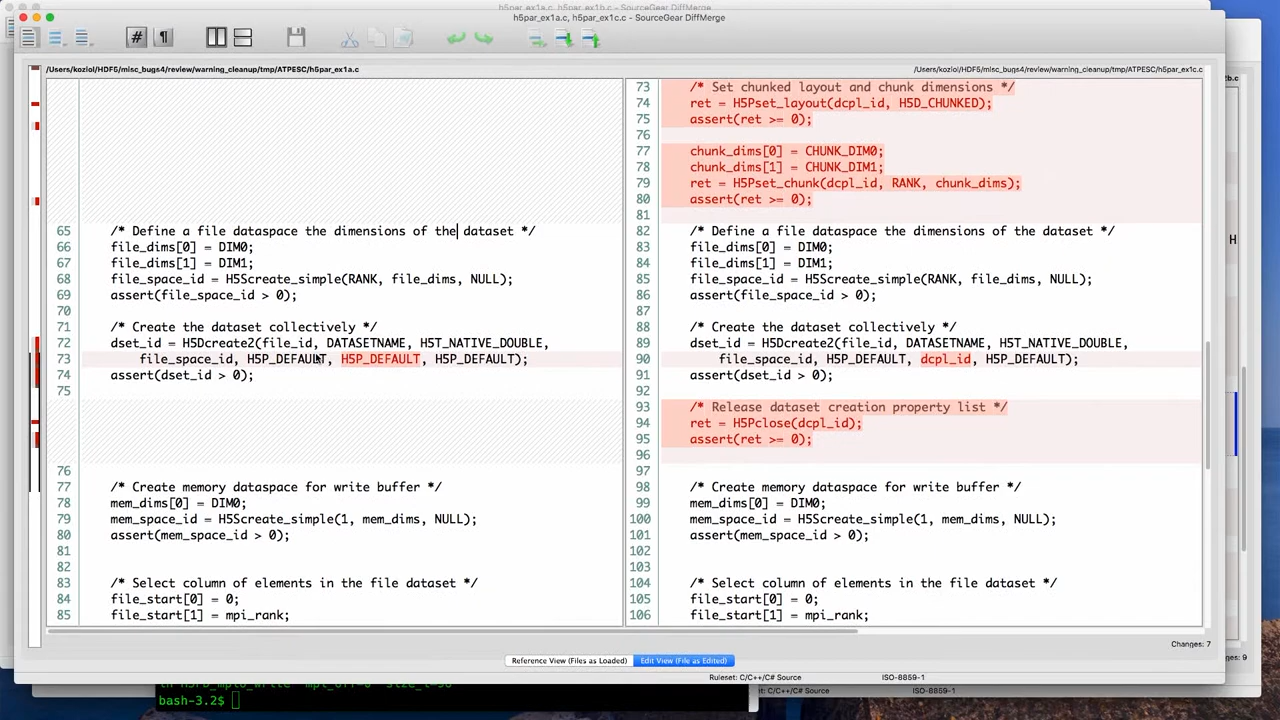 h5par_ex1a.c, h5par_ex1b.c - SourceGear DiffMerge
h5par_ex1a.c, h5par_ex1c.c - SourceGear DiffMerge
# ¶
/Users/koziol/HDF5/misc_bugs4/review/warning_cleanup/tmp/ATPESC/h5par_ex1a.c
/Users/koziol/HDF5/misc_bugs4/review/warning_cleanup/tmp/ATPESC/h5par_ex1c.c
65 /* Define a file dataspace the dimensions of the dataset */
66 file_dims[0] = DIM0;
67 file_dims[1] = DIM1;
68 file_space_id = H5Screate_simple(RANK, file_dims, NULL);
69 assert(file_space_id > 0);
70
71 /* Create the dataset collectively */
72 dset_id = H5Dcreate2(file_id, DATASETNAME, H5T_NATIVE_DOUBLE,
73 file_space_id, H5P_DEFAULT, H5P_DEFAULT, H5P_DEFAULT);
74 assert(dset_id > 0);
75
76
77 /* Create memory dataspace for write buffer */
78 mem_dims[0] = DIM0;
79 mem_space_id = H5Screate_simple(1, mem_dims, NULL);
80 assert(mem_space_id > 0);
81
82
83 /* Select column of elements in the file dataset */
84 file_start[0] = 0;
85 file_start[1] = mpi_rank;
73 /* Set chunked layout and chunk dimensions */
74 ret = H5Pset_layout(dcpl_id, H5D_CHUNKED);
75 assert(ret >= 0);
76
77 chunk_dims[0] = CHUNK_DIM0;
78 chunk_dims[1] = CHUNK_DIM1;
79 ret = H5Pset_chunk(dcpl_id, RANK, chunk_dims);
80 assert(ret >= 0);
81
82 /* Define a file dataspace the dimensions of the dataset */
83 file_dims[0] = DIM0;
84 file_dims[1] = DIM1;
85 file_space_id = H5Screate_simple(RANK, file_dims, NULL);
86 assert(file_space_id > 0);
87
88 /* Create the dataset collectively */
89 dset_id = H5Dcreate2(file_id, DATASETNAME, H5T_NATIVE_DOUBLE,
90 file_space_id, H5P_DEFAULT, dcpl_id, H5P_DEFAULT);
91 assert(dset_id > 0);
92
93 /* Release dataset creation property list */
94 ret = H5Pclose(dcpl_id);
95 assert(ret >= 0);
96
97
98 /* Create memory dataspace for write buffer */
99 mem_dims[0] = DIM0;
100 mem_space_id = H5Screate_simple(1, mem_dims, NULL);
101 assert(mem_space_id > 0);
102
103
104 /* Select column of elements in the file dataset */
105 file_start[0] = 0;
106 file_start[1] = mpi_rank;
2b.c
H
Changes: 7
ges: 9
Reference View (Files as Loaded) Edit View (File as Edited)
Ruleset: C/C++/C# Source ISO-8859-1
t: C/C++/C# Source ISO-8859-1
bash-3.2$